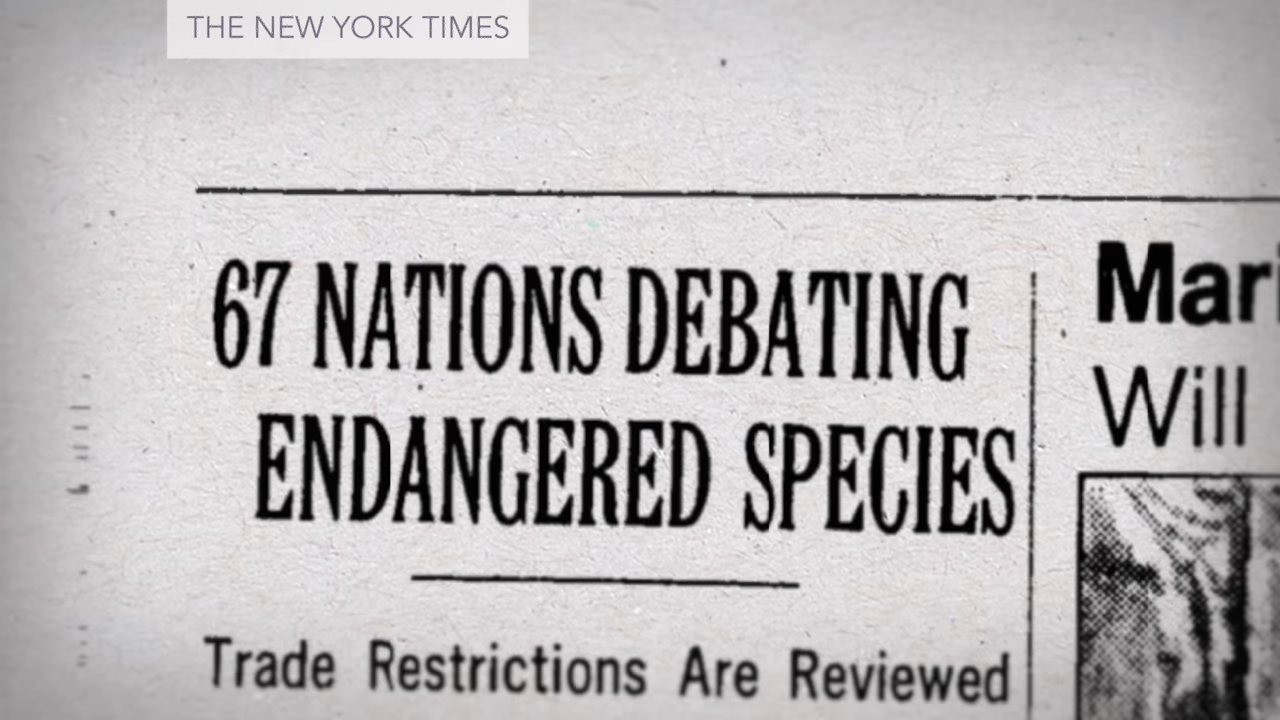 THE NEW YORK TIMES
67 NATIONS DEBATING
ENDANGERED SPECIES
Trade Restrictions Are Reviewed
Will